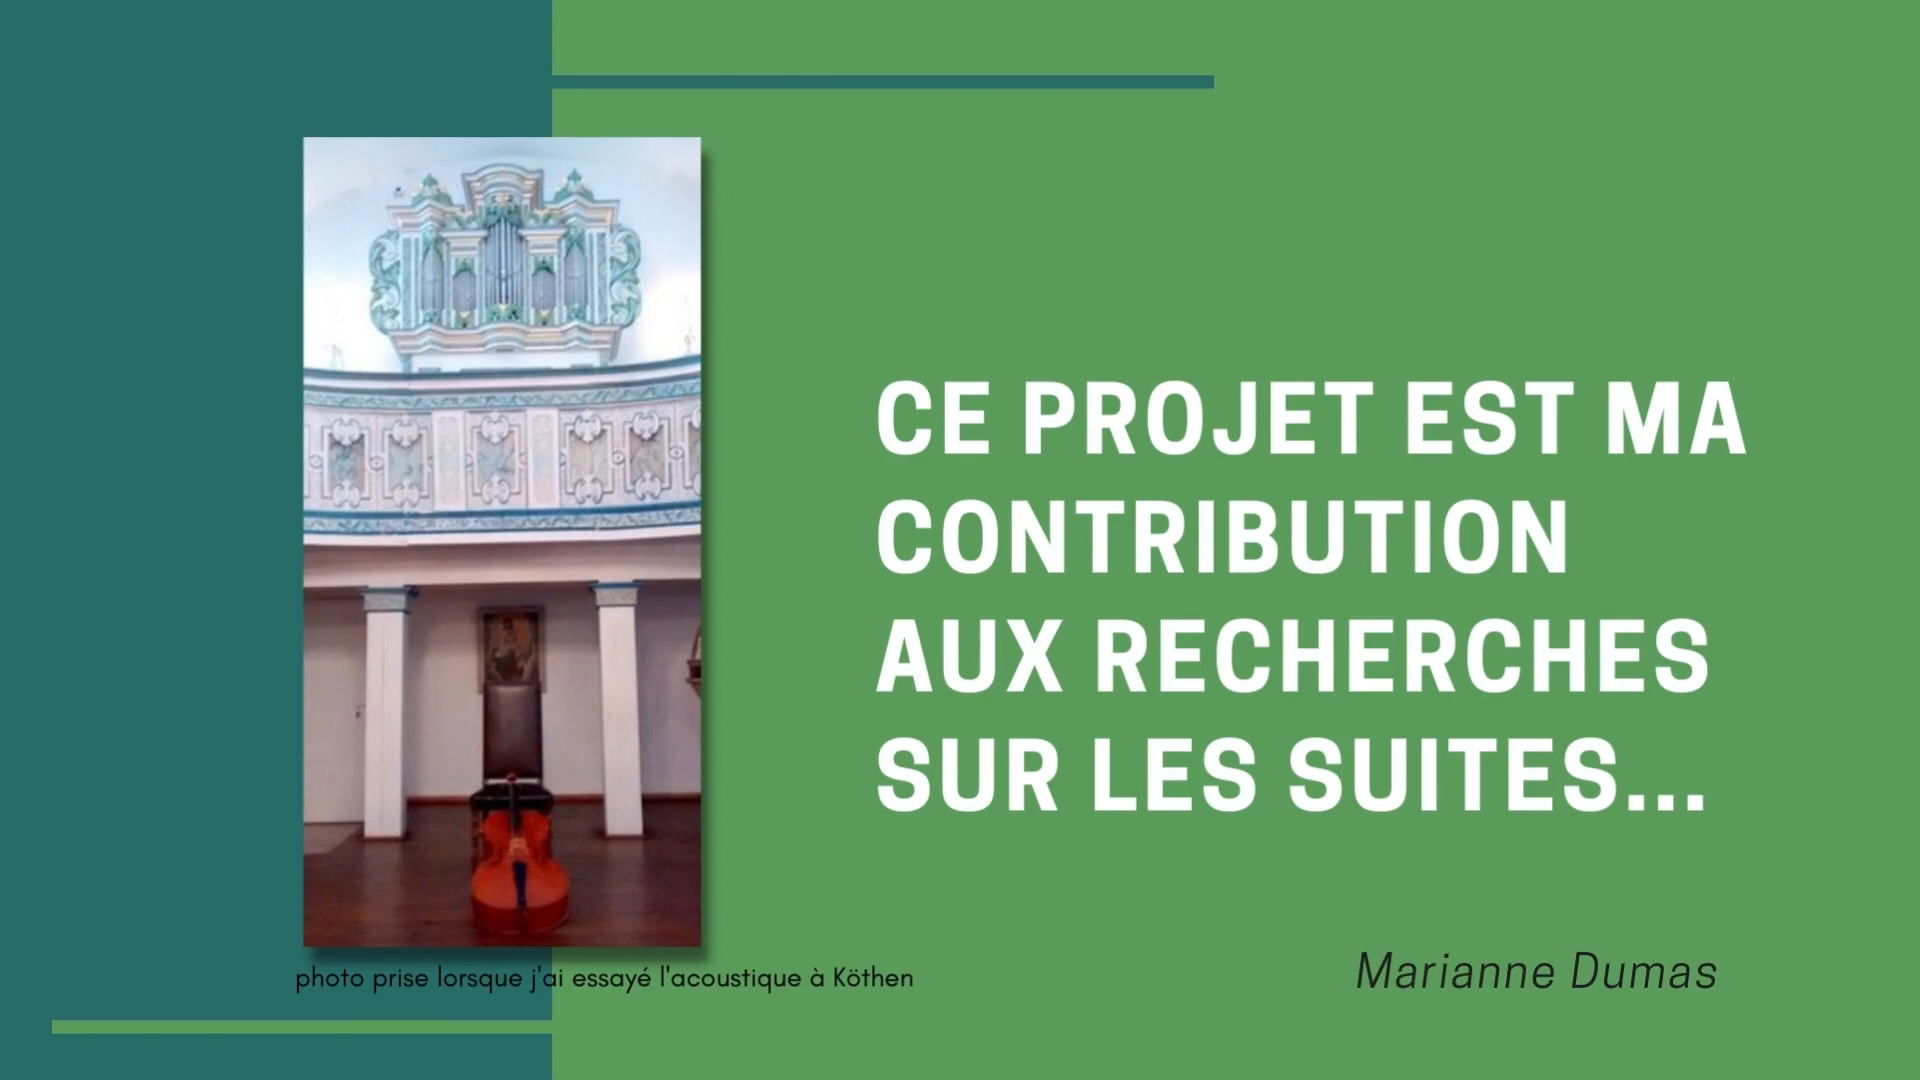 CE PROJET EST MA
CONTRIBUTION
AUX RECHERCHES
SUR LES SUITES...
photo prise lorsque j'ai essayé l'acoustique à Köthen
Marianne Dumas